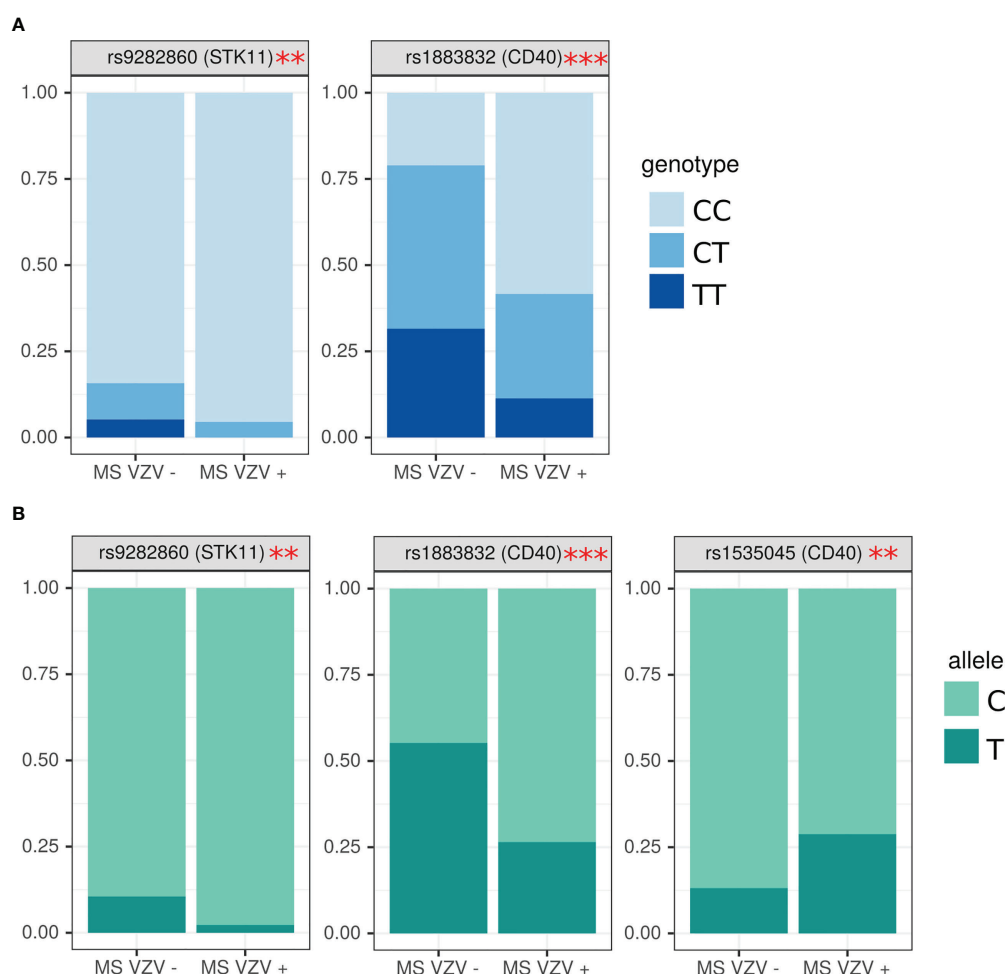 A
rs9282860 (STK11) **
rs1883832 (CD40) ***
1.00
0.75
0.50
0.25
0.00
MS VZV -
MS VZV +
1.00
0.75
0.50
0.25
0.00
MS VZV -
MS VZV +
genotype
CC
CT
TT
B
rs9282860 (STK11) **
rs1883832 (CD40) ***
rs1535045 (CD40) **
1.00
0.75
0.50
0.25
0.00
MS VZV -
MS VZV +
1.00
0.75
0.50
0.25
0.00
MS VZV -
MS VZV +
1.00
0.75
0.50
0.25
0.00
MS VZV -
MS VZV +
allele
C
T